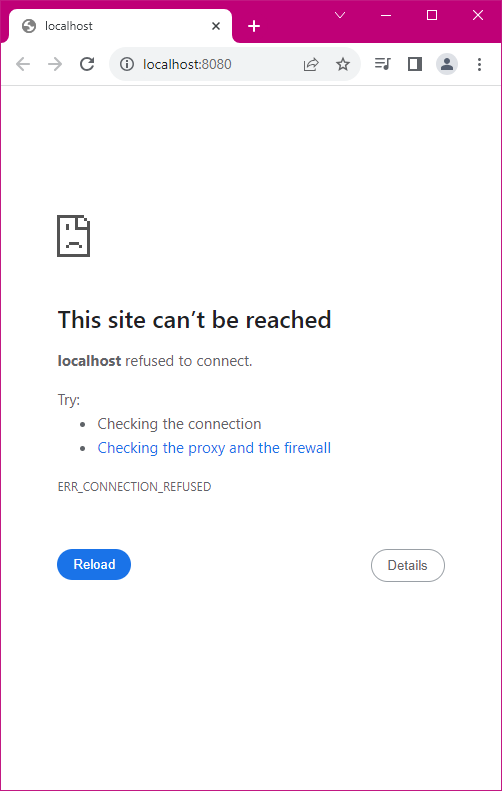 localhost
localhost:8080
This site can’t be reached
localhost refused to connect.
Try:
• Checking the connection
• Checking the proxy and the firewall
ERR_CONNECTION_REFUSED
Reload
Details